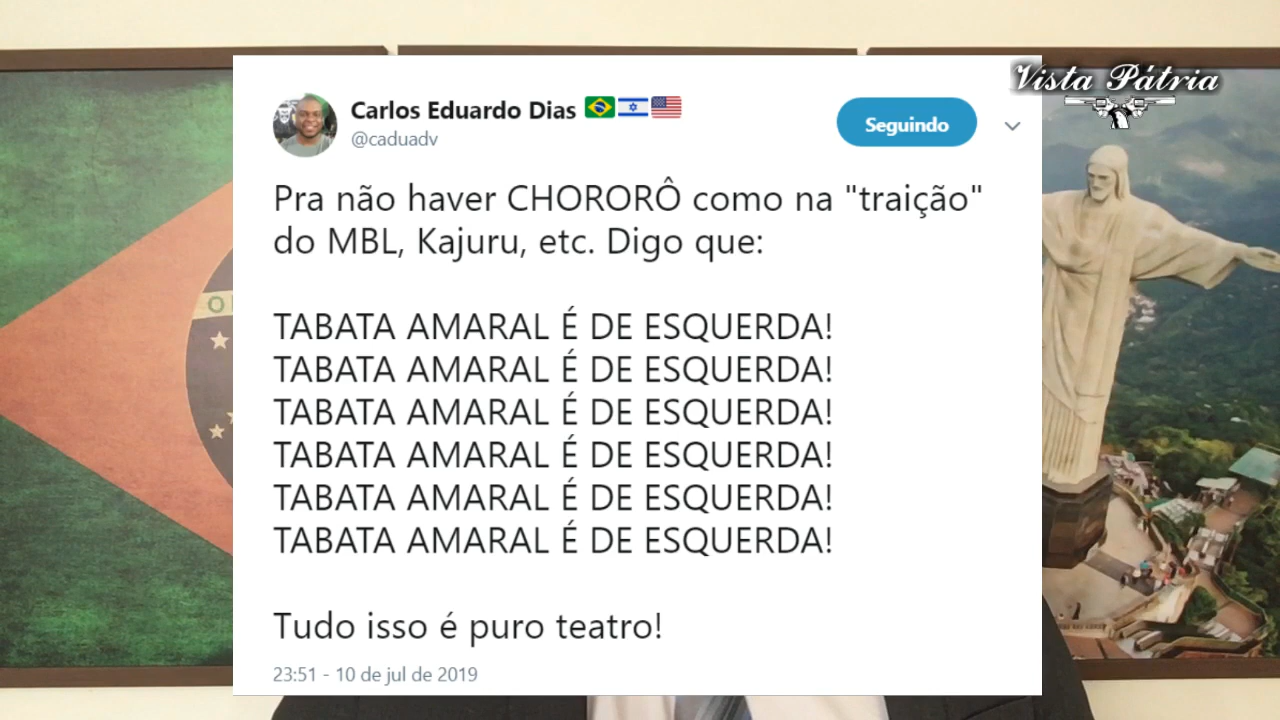 Vista Pátria
Carlos Eduardo Dias
@caduadv
Seguindo
Pra não haver CHORORÔ como na "traição"
do MBL, Kajuru, etc. Digo que:
TABATA AMARAL É DE ESQUERDA!
TABATA AMARAL É DE ESQUERDA!
TABATA AMARAL É DE ESQUERDA!
TABATA AMARAL É DE ESQUERDA!
TABATA AMARAL É DE ESQUERDA!
TABATA AMARAL É DE ESQUERDA!
Tudo isso é puro teatro!
23:51 - 10 de jul de 2019